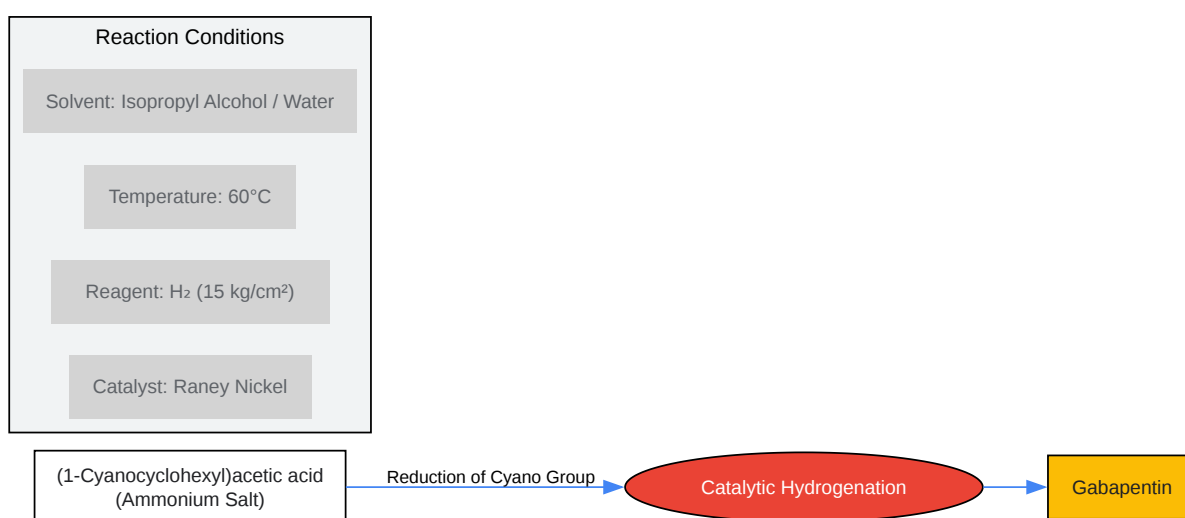 Reaction Conditions
Solvent: Isopropyl Alcohol / Water
Temperature: 60°C
Reagent: H₂ (15 kg/cm²)
Catalyst: Raney Nickel
(1-Cyanocyclohexyl)acetic acid
(Ammonium Salt)
Reduction of Cyano Group
Catalytic Hydrogenation
Gabapentin